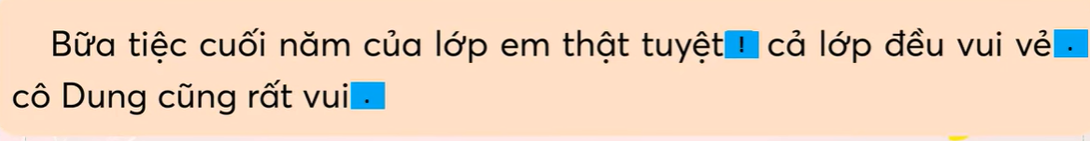 Bữa tiệc cuối năm của lớp em thật tuyệt! cả lớp đều vui vẻ.
cô Dung cũng rất vui.